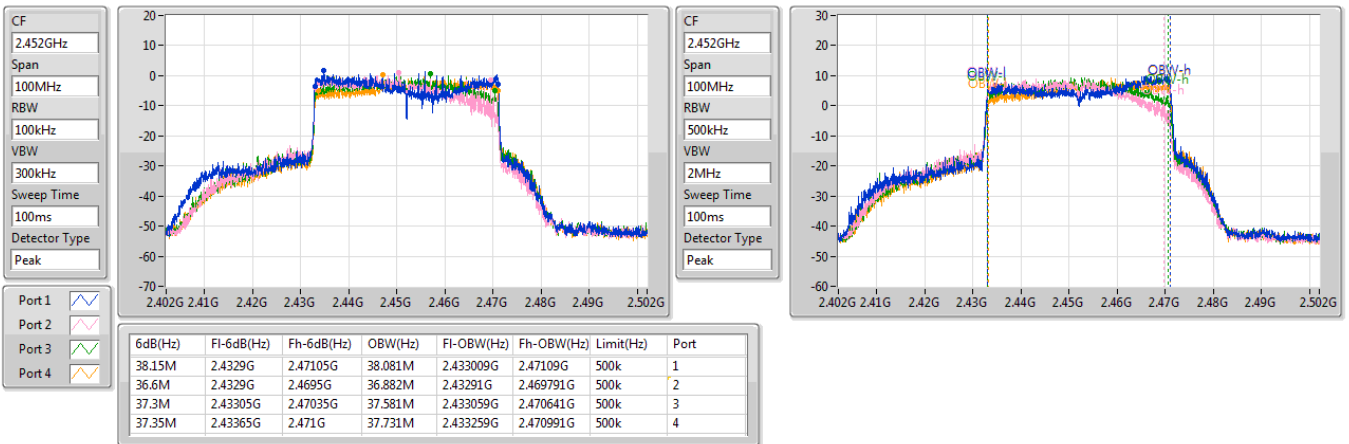 CF
2.452GHz
Span
100MHz
RBW
100kHz
VBW
300kHz
Sweep Time
100ms
Detector Type
Peak
20
10
0
-10
-20
-30
-40
-50
-60
2.402G 2.41G 2.42G 2.43G 2.44G 2.45G 2.46G 2.47G 2.48G 2.49G 2.502G
CF
2.452GHz
Span
100MHz
RBW
500kHz
VBW
2MHz
Sweep Time
100ms
Detector Type
Peak
30
20
10
0
-10
-20
-30
-40
-50
-60
OBW-l
OBW-h
2.402G 2.41G 2.42G 2.43G 2.44G 2.45G 2.46G 2.47G 2.48G 2.49G 2.502G
Port 1
Port 2
Port 3
Port 4
6dB(Hz) Fl-6dB(Hz) Fh-6dB(Hz) OBW(Hz) Fl-OBW(Hz) Fh-OBW(Hz) Limit(Hz) Port
38.15M 2.4329G 2.47105G 38.081M 2.433009G 2.47109G 500k 1
36.6M 2.4329G 2.4695G 36.882M 2.43291G 2.469791G 500k 2
37.3M 2.43305G 2.47035G 37.581M 2.433059G 2.470641G 500k 3
37.35M 2.43365G 2.471G 37.731M 2.433259G 2.470991G 500k 4